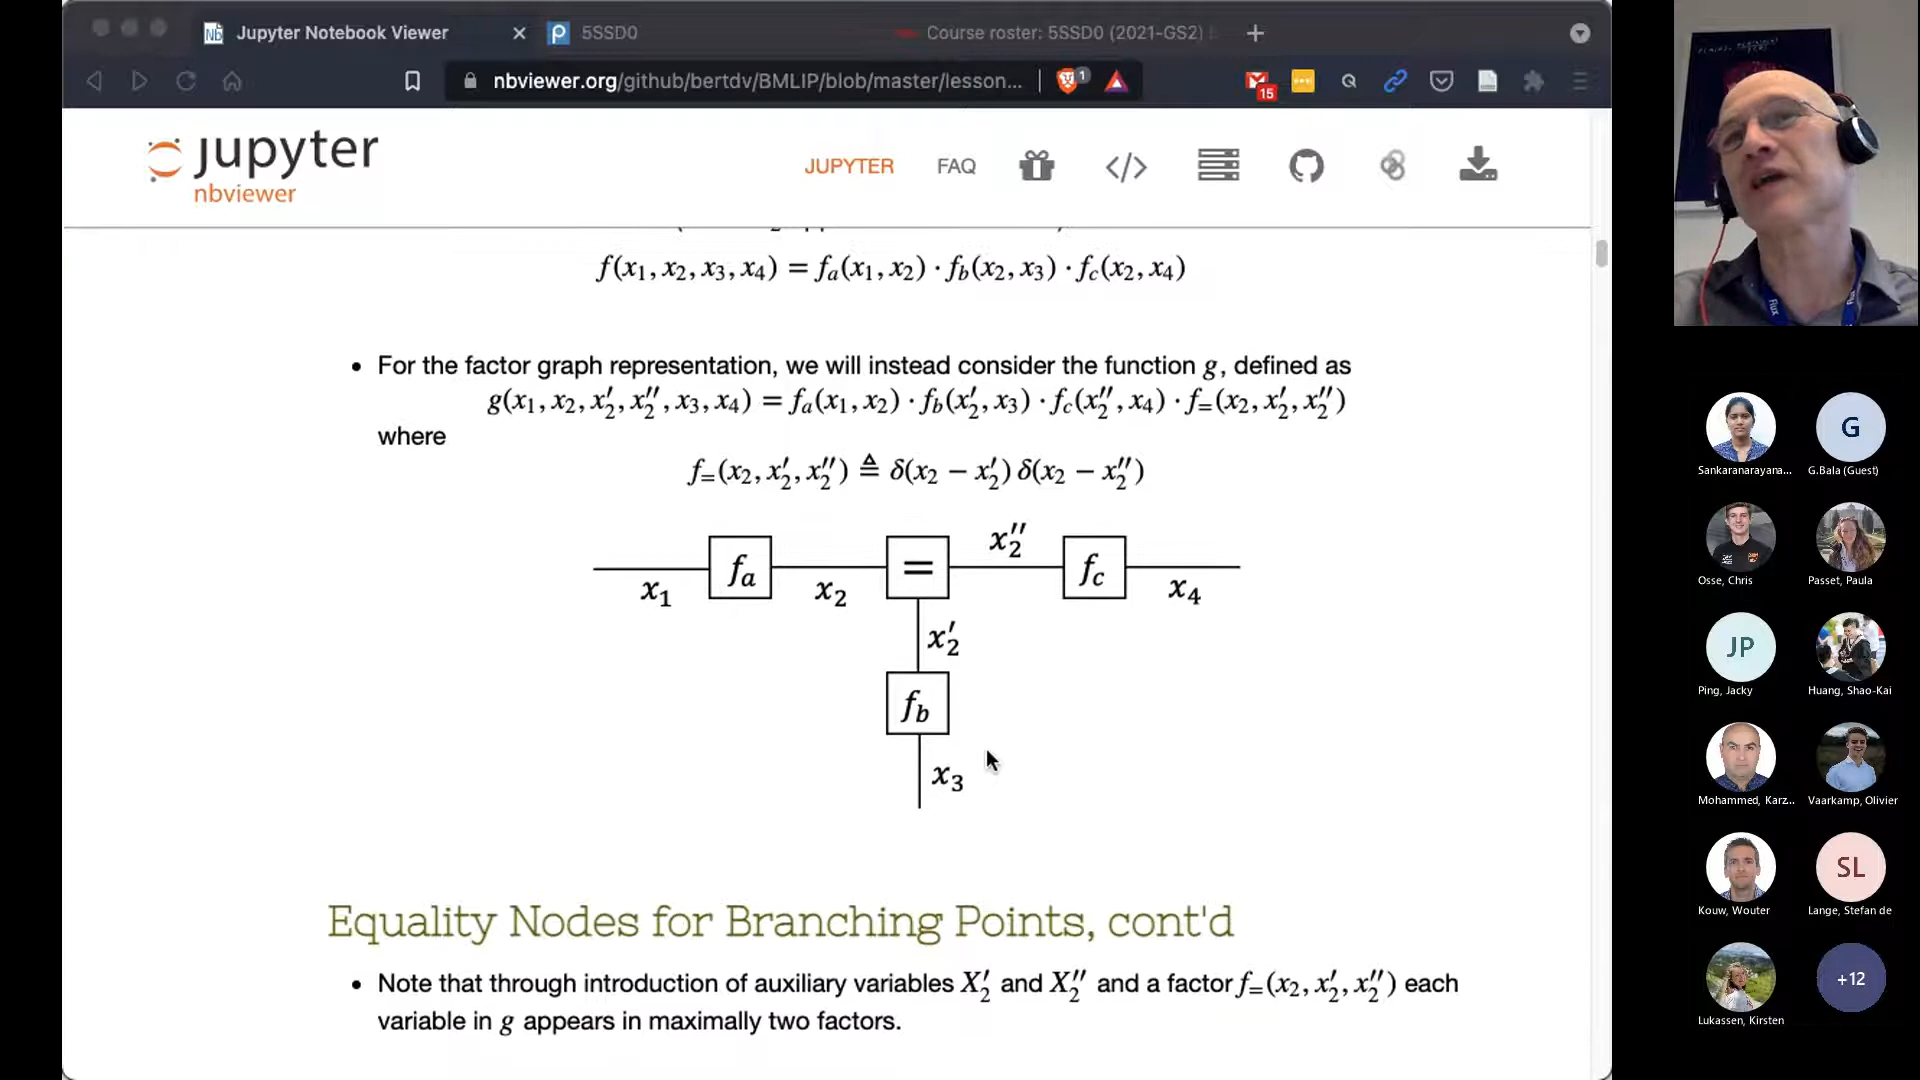 Jupyter Notebook Viewer
5SSD0
Course roster: 5SSD0 (2021-GS2)
nbviewer.org/github/bertdv/BMLIP/blob/master/lesson...
1
15
jupyter
nbviewer
JUPYTER
FAQ
f(x₁, x₂, x₃, x₄) = fₐ(x₁, x₂) · f_b(x₂, x₃) · f_c(x₂, x₄)
• For the factor graph representation, we will instead consider the function g, defined as
g(x₁, x₂, x₂′, x₂″, x₃, x₄) = fₐ(x₁, x₂) · f_b(x₂′, x₃) · f_c(x₂″, x₄) · f₌(x₂, x₂′, x₂″)
where
f₌(x₂, x₂′, x₂″) ≜ δ(x₂ − x₂′) δ(x₂ − x₂″)
x₂″
fₐ
=
f_c
x₁
x₂
x₄
x₂′
f_b
x₃
Equality Nodes for Branching Points, cont'd
• Note that through introduction of auxiliary variables X₂′ and X₂″ and a factor f₌(x₂, x₂′, x₂″) each
variable in g appears in maximally two factors.
Flux
G
Sankaranarayana...
G.Bala (Guest)
Osse, Chris
Passet, Paula
JP
Ping, Jacky
Huang, Shao-Kai
Mohammed, Karz...
Vaarkamp, Olivier
SL
Kouw, Wouter
Lange, Stefan de
+12
Lukassen, Kirsten